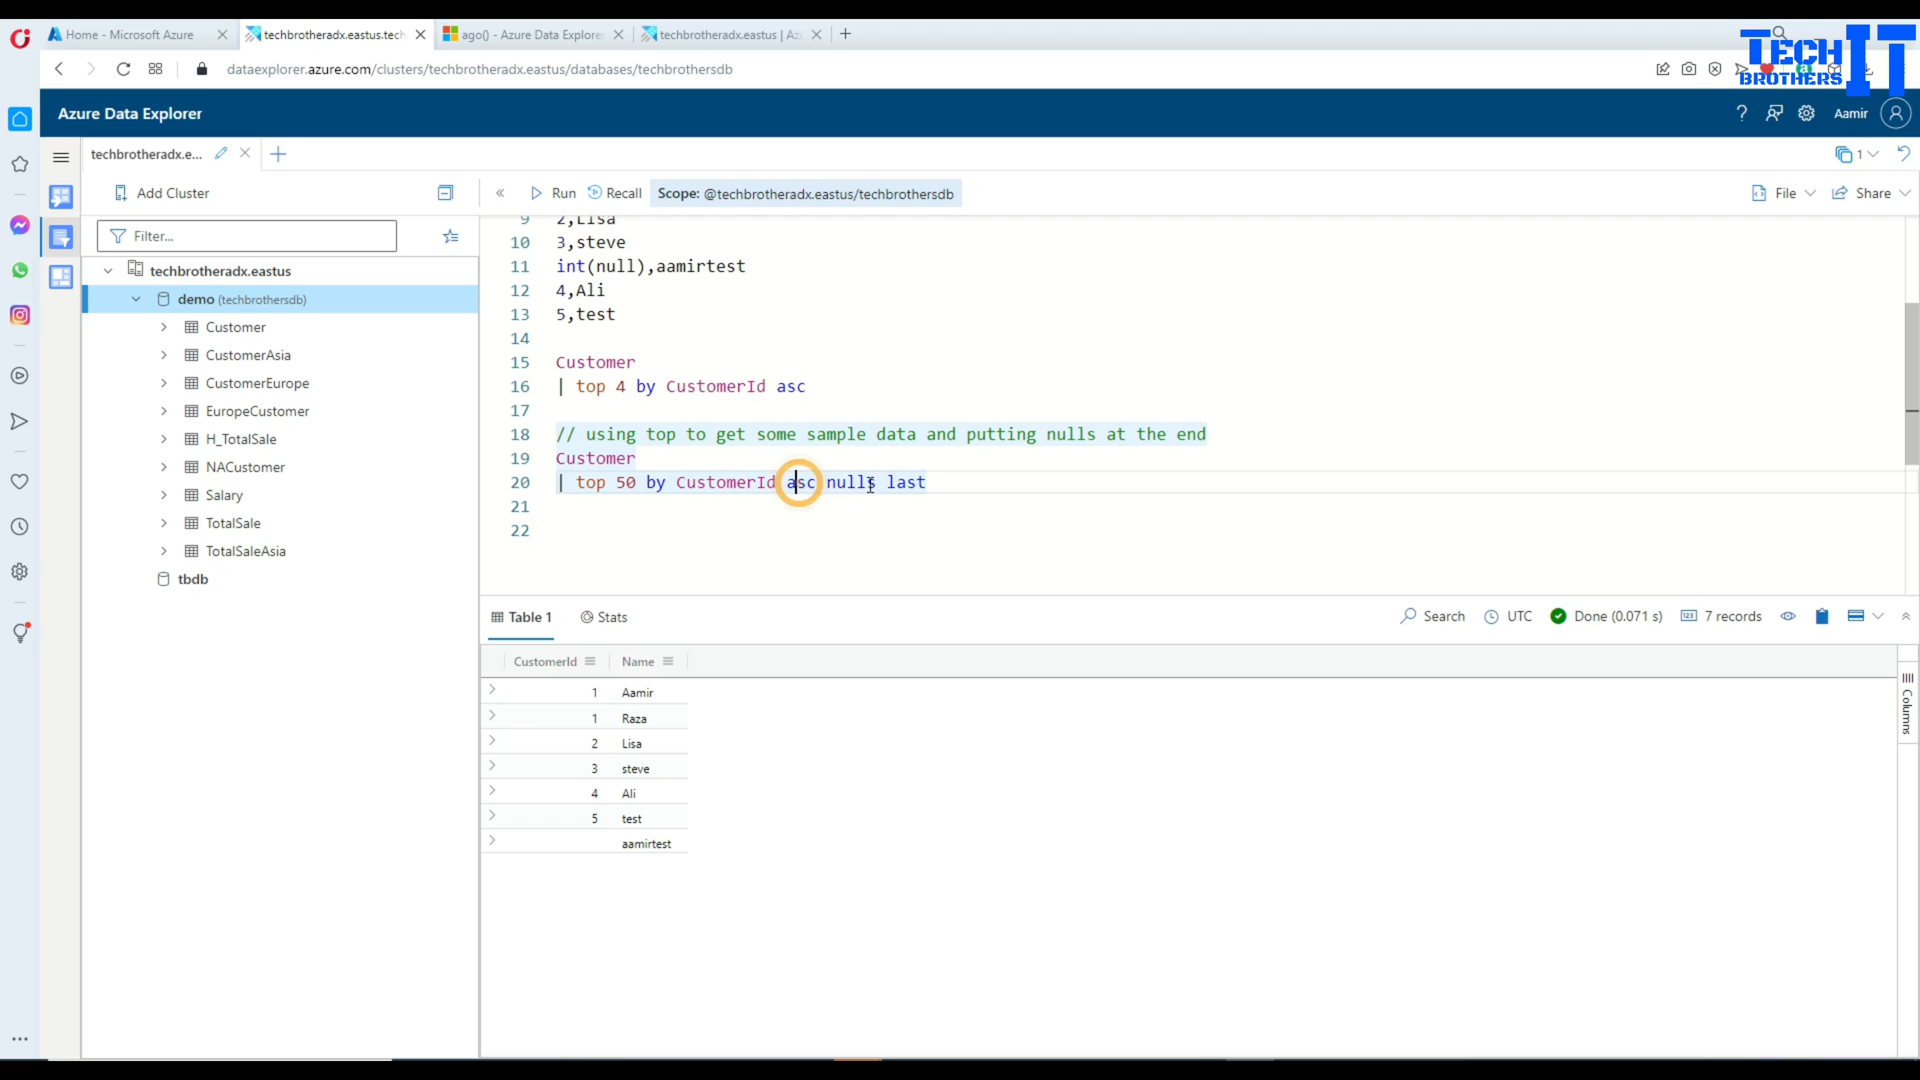 Home - Microsoft Azure
techbrotheradx.eastus.tech
ago() - Azure Data Explorer
techbrotheradx.eastus | Az
TECH IT
BROTHERS
dataexplorer.azure.com/clusters/techbrotheradx.eastus/databases/techbrothersdb
Azure Data Explorer
Aamir
techbrotheradx.e...
1
Add Cluster
Run
Recall
Scope: @techbrotheradx.eastus/techbrothersdb
File
Share
Filter...
techbrotheradx.eastus
demo (techbrothersdb)
Customer
CustomerAsia
CustomerEurope
EuropeCustomer
H_TotalSale
NACustomer
Salary
TotalSale
TotalSaleAsia
tbdb
9 2,Lisa
10 3,steve
11 int(null),aamirtest
12 4,Ali
13 5,test
14
15 Customer
16 | top 4 by CustomerId asc
17
18 // using top to get some sample data and putting nulls at the end
19 Customer
20 | top 50 by CustomerId asc nulls last
21
22
Table 1
Stats
Search
UTC
Done (0.071 s)
7 records
CustomerId Name
1 Aamir
1 Raza
2 Lisa
3 steve
4 Ali
5 test
aamirtest
Columns